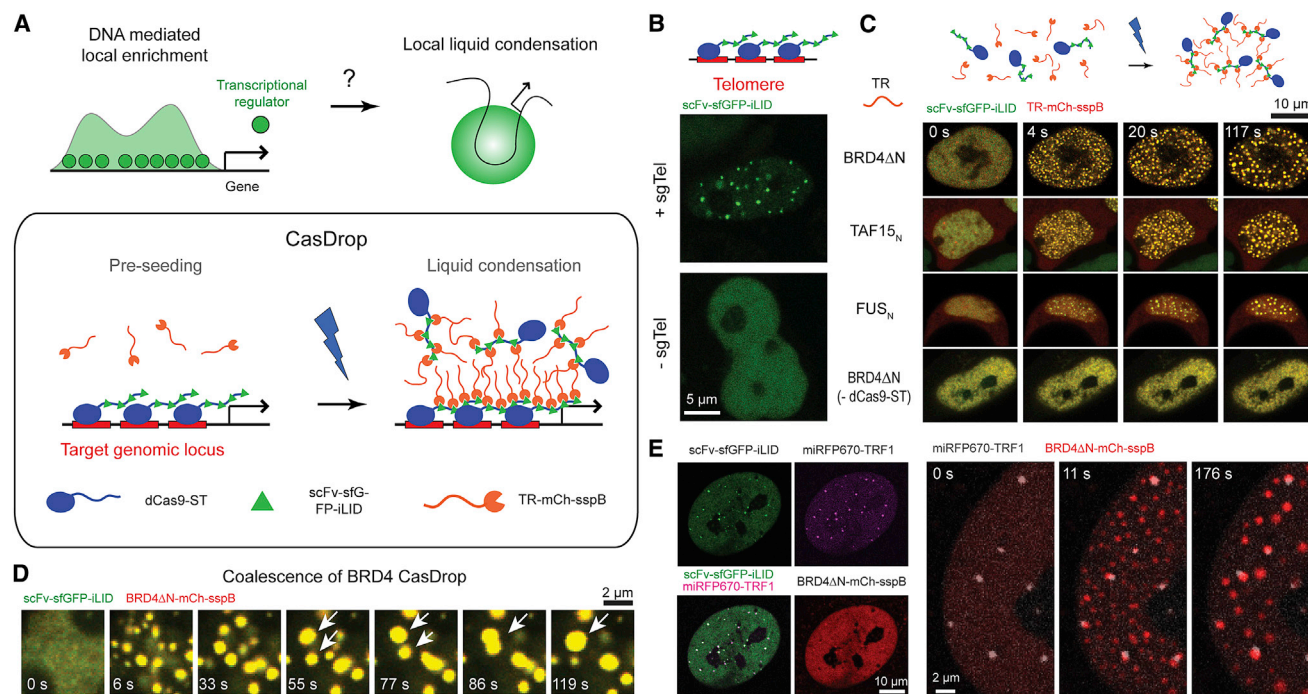 A
DNA mediated
local enrichment
Transcriptional
regulator
?
Local liquid condensation
Gene
CasDrop
Pre-seeding
Liquid condensation
Target genomic locus
dCas9-ST
scFv-sfG-
FP-iLID
TR-mCh-sspB
B
Telomere
scFv-sfGFP-iLID
+ sgTel
- sgTel
5 µm
C
TR
10 µm
scFv-sfGFP-iLID TR-mCh-sspB
0 s 4 s 20 s 117 s
BRD4ΔN
TAF15N
FUSN
BRD4ΔN
(- dCas9-ST)
D
Coalescence of BRD4 CasDrop
scFv-sfGFP-iLID BRD4ΔN-mCh-sspB
2 µm
0 s 6 s 33 s 55 s 77 s 86 s 119 s
E
scFv-sfGFP-iLID miRFP670-TRF1
scFv-sfGFP-iLID
miRFP670-TRF1
BRD4ΔN-mCh-sspB
10 µm
miRFP670-TRF1 BRD4ΔN-mCh-sspB
0 s 11 s 176 s
2 µm